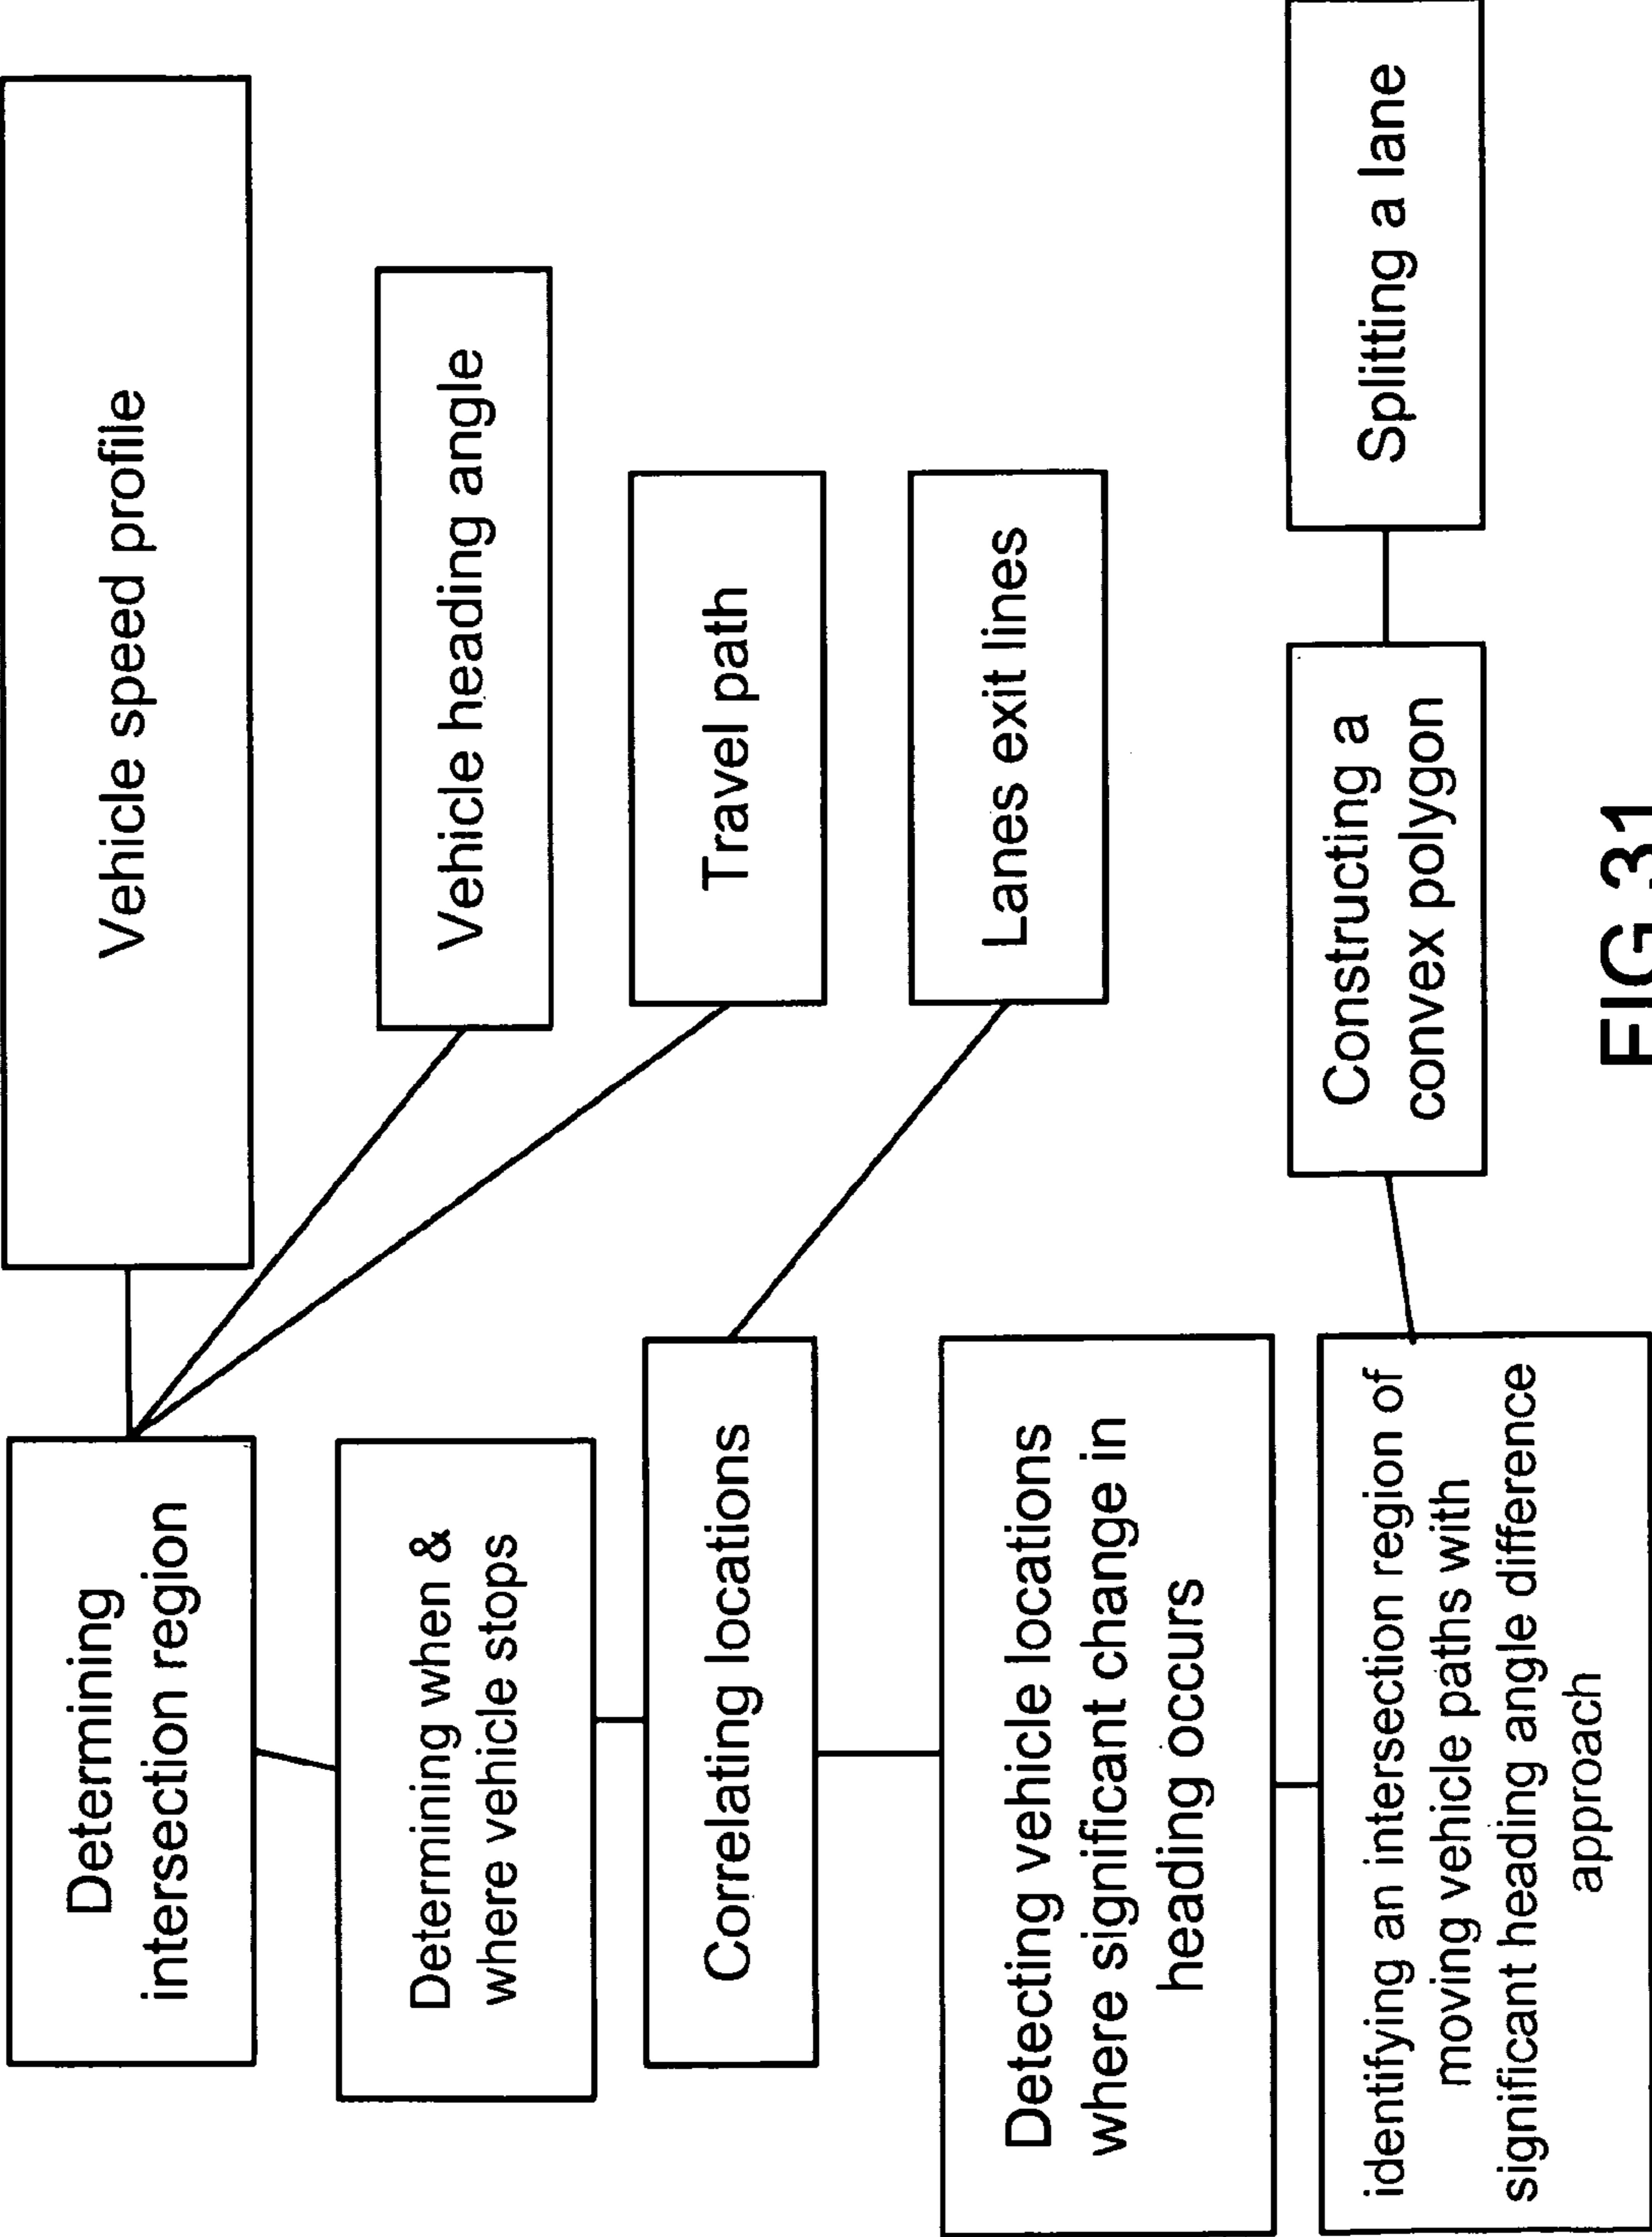 Determining
intersection region
Vehicle speed profile
Vehicle heading angle
Travel path
Determining when &
where vehicle stops
Correlating locations
Lanes exit lines
Detecting vehicle locations
where significant change in
heading occurs
identifying an intersection region of
moving vehicle paths with
significant heading angle difference
approach
Constructing a
convex polygon
Splitting a lane
FIG 31